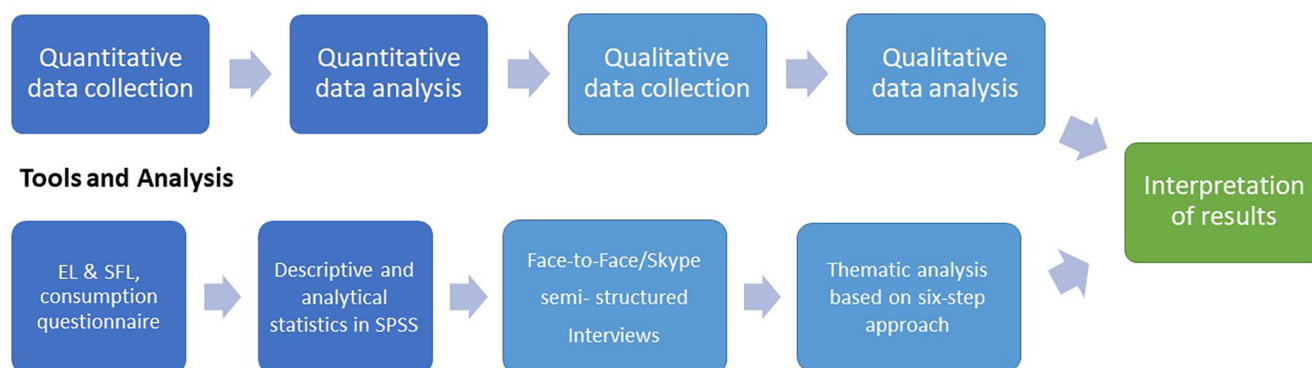 Quantitative
data collection
Quantitative
data analysis
Qualitative
data collection
Qualitative
data analysis
Interpretation
of results
Tools and Analysis
EL & SFL,
consumption
questionnaire
Descriptive and
analytical
statistics in SPSS
Face-to-Face/Skype
semi- structured
Interviews
Thematic analysis
based on six-step
approach